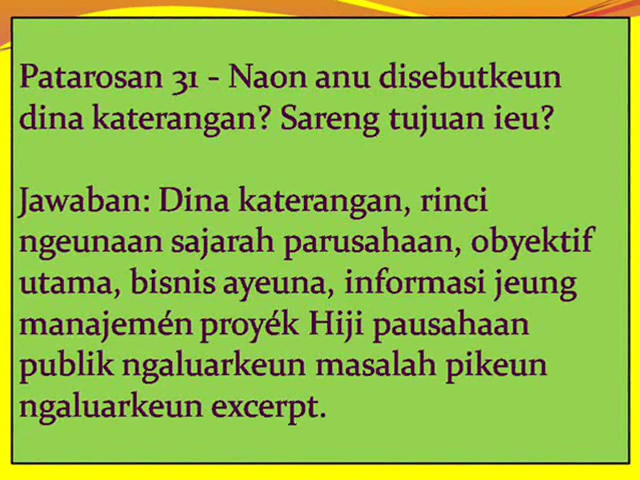 Patarosan 31 - Naon anu disebutkeun
dina katerangan? Sareng tujuan ieu?
Jawaban: Dina katerangan, rinci
ngeunaan sajarah parusahaan, obyektif
utama, bisnis ayeuna, informasi jeung
manajemén proyék Hiji pausahaan
publik ngaluarkeun masalah pikeun
ngaluarkeun excerpt.